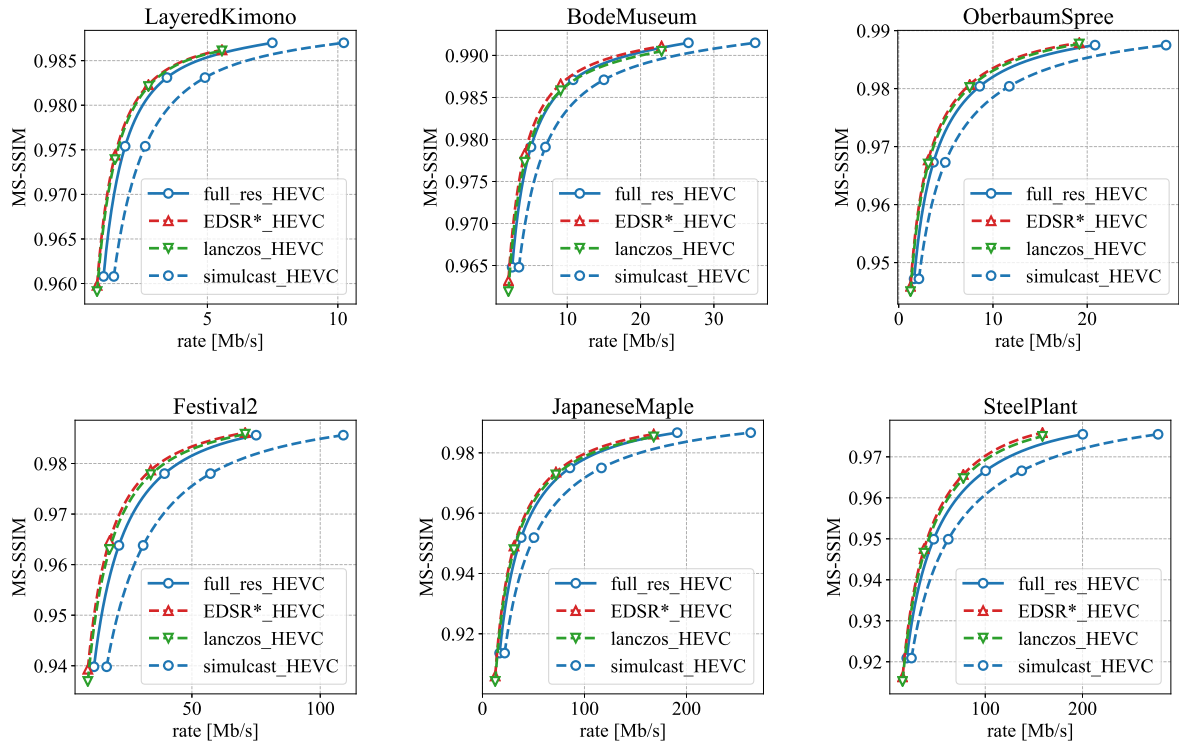 LayeredKimono
MS-SSIM
0.985
0.980
0.975
0.970
0.965
0.960
full_res_HEVC
EDSR*_HEVC
lanczos_HEVC
simulcast_HEVC
5
10
rate [Mb/s]
BodeMuseum
MS-SSIM
0.990
0.985
0.980
0.975
0.970
0.965
full_res_HEVC
EDSR*_HEVC
lanczos_HEVC
simulcast_HEVC
10
20
30
rate [Mb/s]
OberbaumSpree
MS-SSIM
0.99
0.98
0.97
0.96
0.95
full_res_HEVC
EDSR*_HEVC
lanczos_HEVC
simulcast_HEVC
0
10
20
rate [Mb/s]
Festival2
MS-SSIM
0.98
0.97
0.96
0.95
0.94
full_res_HEVC
EDSR*_HEVC
lanczos_HEVC
simulcast_HEVC
50
100
rate [Mb/s]
JapaneseMaple
MS-SSIM
0.98
0.96
0.94
0.92
full_res_HEVC
EDSR*_HEVC
lanczos_HEVC
simulcast_HEVC
0
100
200
rate [Mb/s]
SteelPlant
MS-SSIM
0.97
0.96
0.95
0.94
0.93
0.92
full_res_HEVC
EDSR*_HEVC
lanczos_HEVC
simulcast_HEVC
100
200
rate [Mb/s]